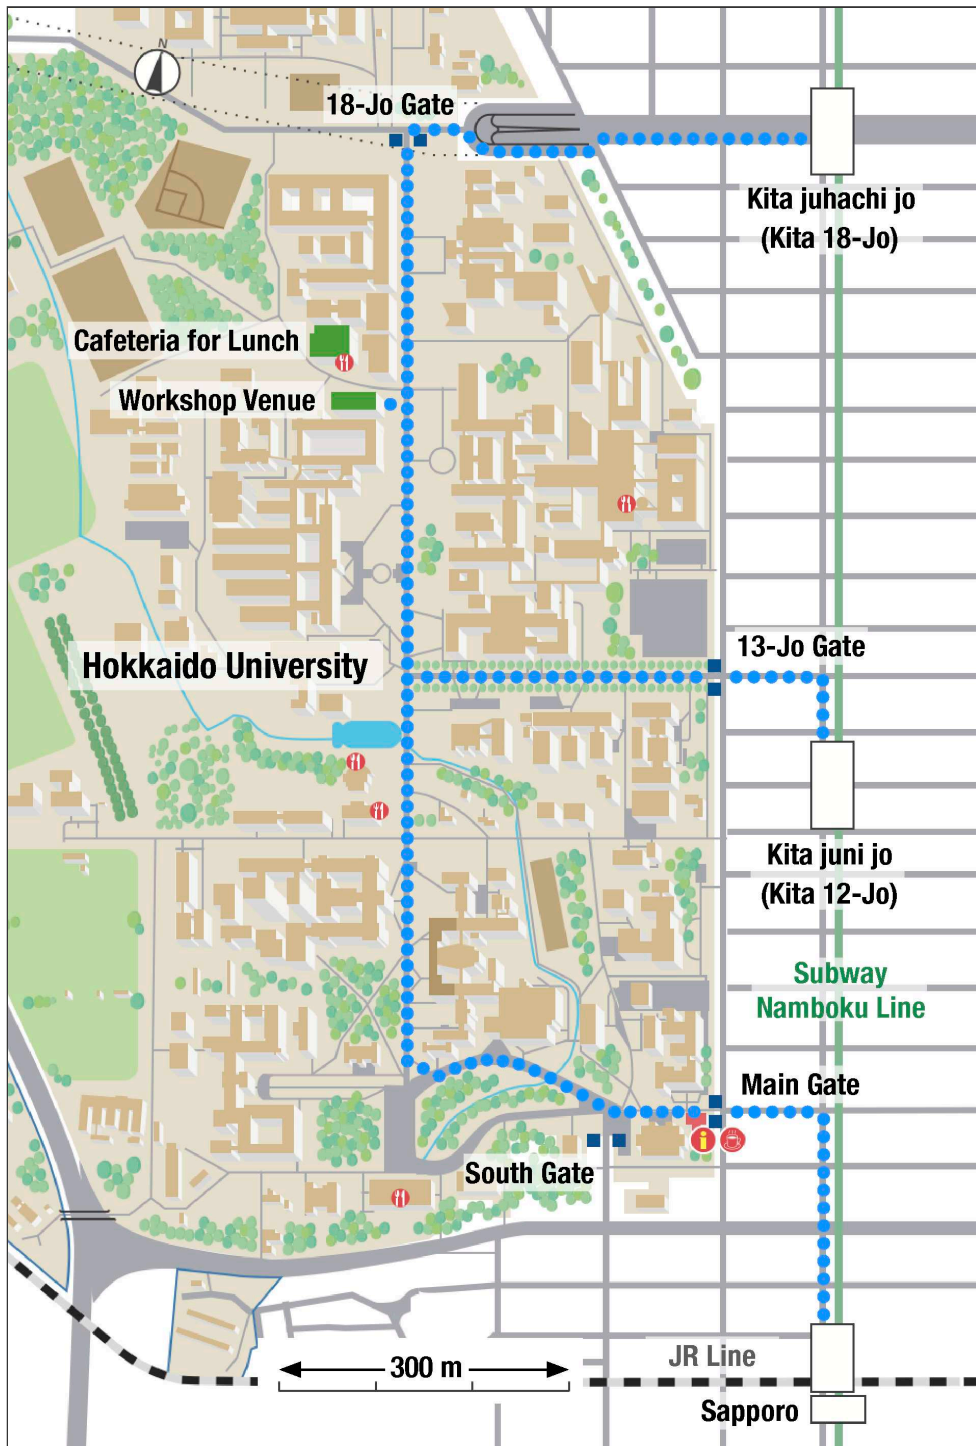 N
18-Jo Gate
Kita juhachi jo
(Kita 18-Jo)
Cafeteria for Lunch
Workshop Venue
13-Jo Gate
Hokkaido University
Kita juni jo
(Kita 12-Jo)
Subway
Namboku Line
Main Gate
i
South Gate
JR Line
300 m
Sapporo